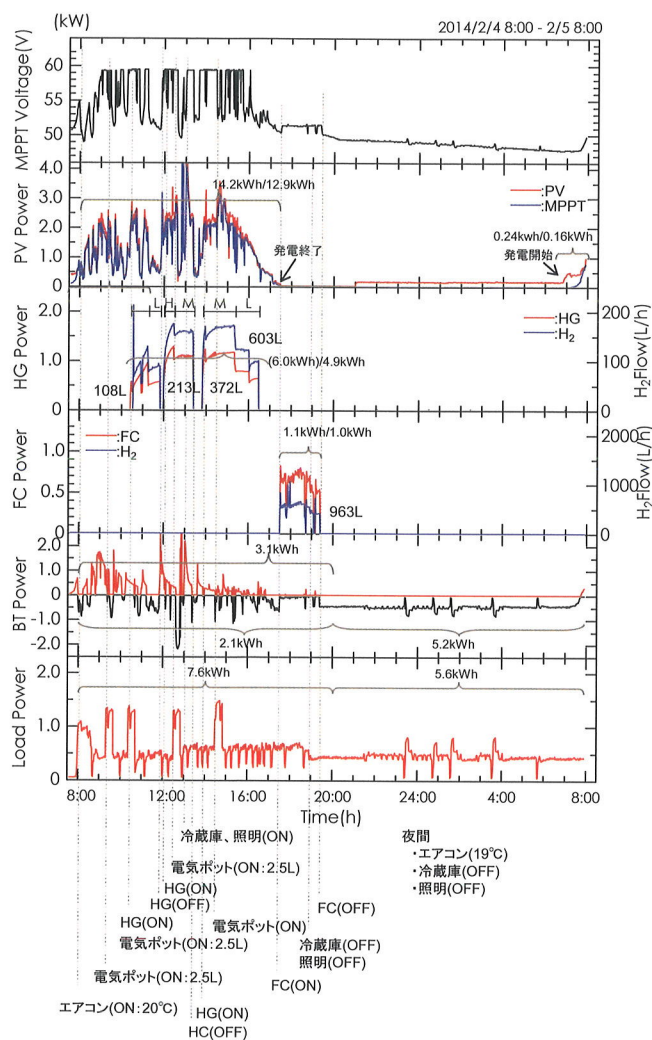 (kW)
2014/2/4 8:00 - 2/5 8:00
MPPT Voltage(V)
60
55
50
PV Power
4.0
3.0
2.0
1.0
0
14.2kWh/12.9kWh
:PV
:MPPT
0.24kwh/0.16kWh
発電終了
発電開始
HG Power
2.0
1.0
0
L H M M L
603L
:HG
:H2
(6.0kW)/4.9kWh
108L
213L
372L
200
100
0
H2Flow(L/h)
FC Power
1.0
0.5
0
:FC
:H2
1.1kWh/1.0kWh
963L
2000
1000
0
H2Flow(L/h)
BT Power
2.0
1.0
0
-1.0
-2.0
3.1kWh
2.1kWh
5.2kWh
Load Power
2.0
1.0
0
7.6kWh
5.6kWh
8:00 12:00 16:00 20:00 24:00 4:00 8:00
Time(h)
冷蔵庫、照明(ON)
電気ポット(ON:2.5L)
HG(ON)
HG(OFF)
FC(OFF)
HG(ON)
電気ポット(ON)
電気ポット(ON:2.5L)
冷蔵庫(OFF)
照明(OFF)
電気ポット(ON:2.5L)
FC(ON)
エアコン(ON:20℃)
HG(ON)
HC(OFF)
夜間
・エアコン(19℃)
・冷蔵庫(OFF)
・照明(OFF)